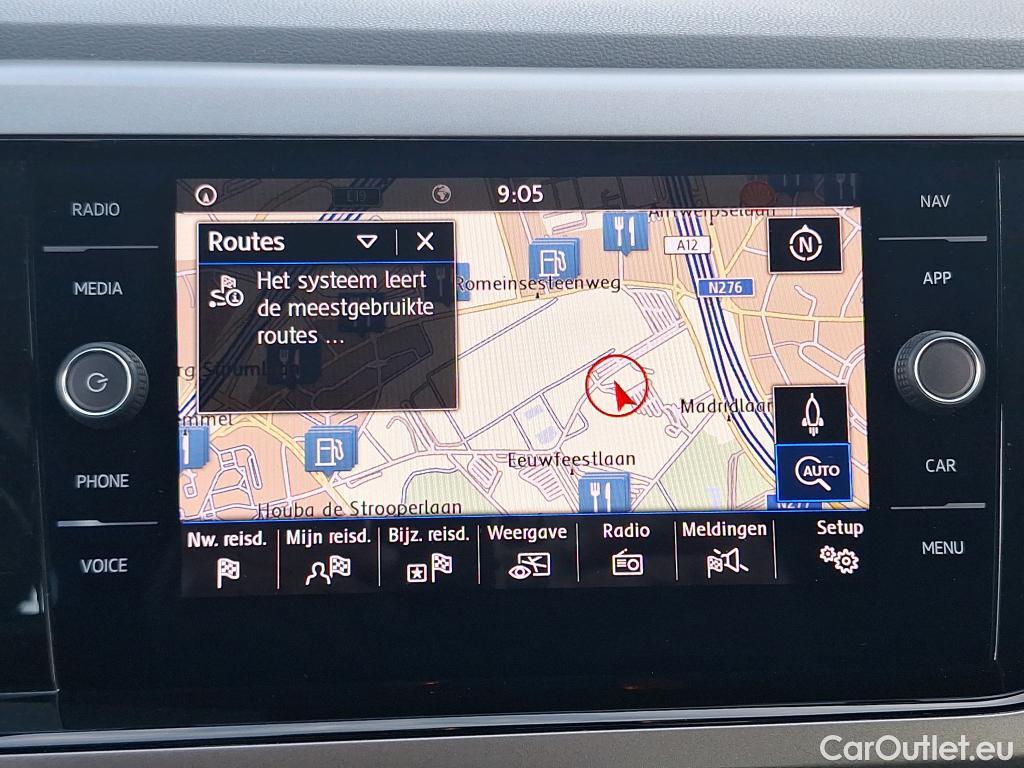 9:05
RADIO
MEDIA
PHONE
VOICE
NAV
APP
CAR
MENU
Routes
Het systeem leert
de meestgebruikte
routes ...
Antwerpselaan
A12
N276
Romeinsesteenweg
N
Madridlaan
Eeuwfeestlaan
Houba de Strooperlaan
AUTO
N277
Nw. reisd.
Mijn reisd.
Bijz. reisd.
Weergave
Radio
Meldingen
Setup
CarOutlet.eu